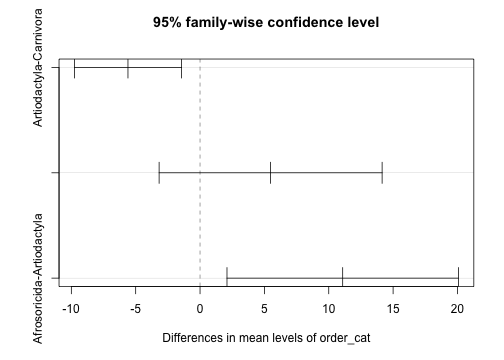 95% family-wise confidence level
Artiodactyla-Carnivora
Afrosoricida-Artiodactyla
-10 -5 0 5 10 15 20
Differences in mean levels of order_cat